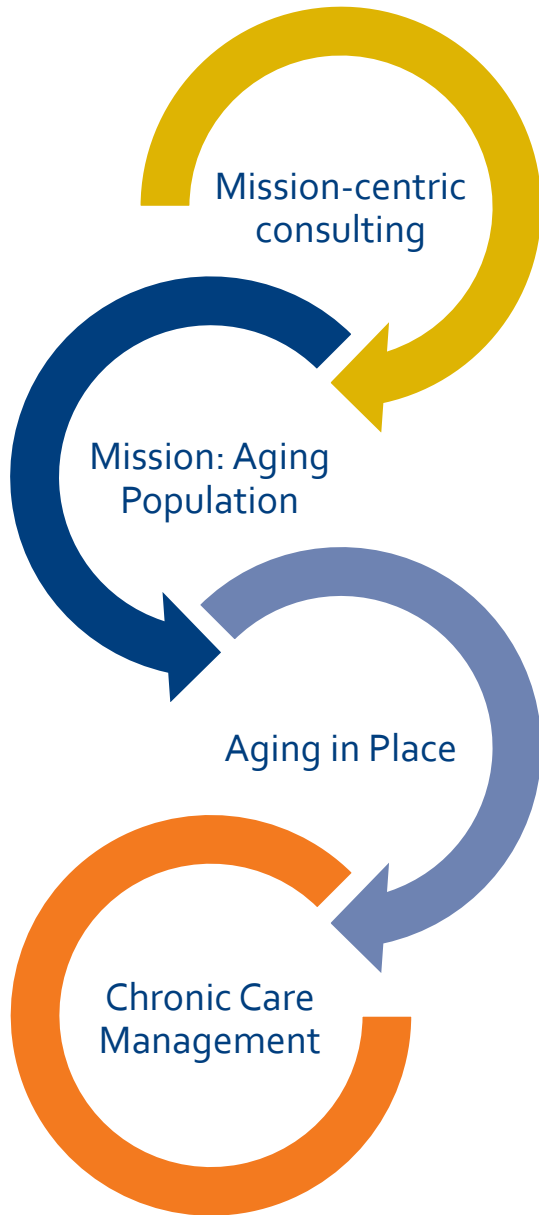 Mission-centric
consulting
Mission: Aging
Population
Aging in Place
Chronic Care
Management